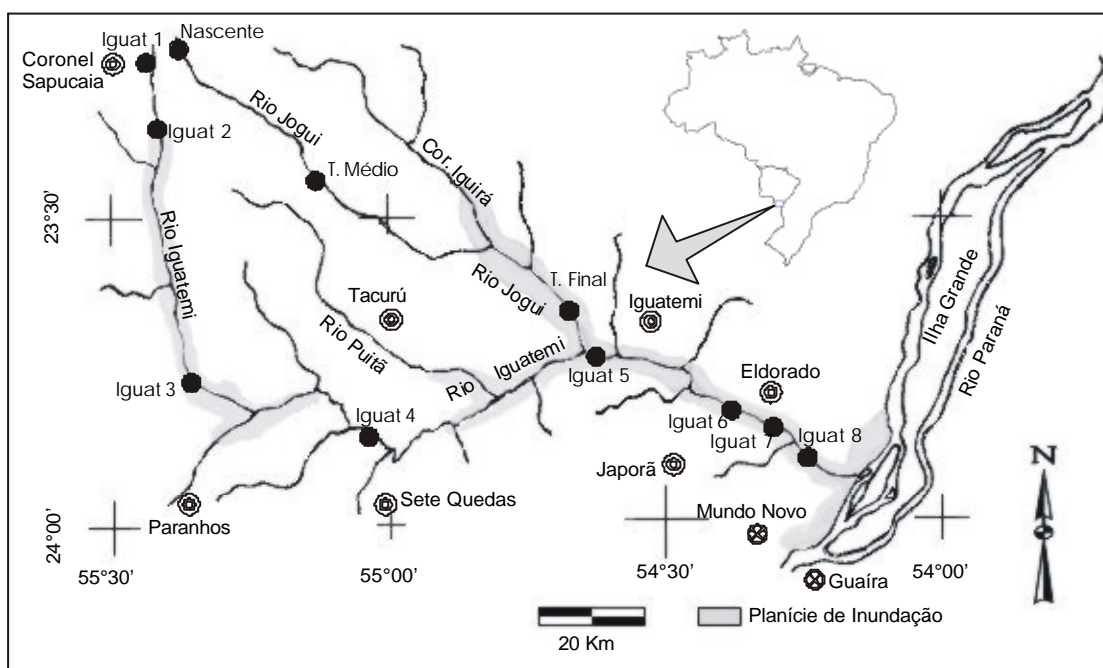 Iguat 1
Nascente
Coronel
Sapucaia
Iguat 2
Rio Jogui
T. Médio
Cor. Iguirá
23°30'
Rio Iguatemi
Tacurú
Rio Puitã
Rio Jogui
T. Final
Iguatemi
Ilha Grande
Rio Paraná
Iguat 3
Rio Iguatemi
Iguat 5
Eldorado
Iguat 4
Iguat 6
Iguat 7
Iguat 8
Japorã
N
Paranhos
Sete Quedas
Mundo Novo
24°00'
55°30'
55°00'
54°30'
54°00'
Guaíra
20 Km
Planície de Inundação